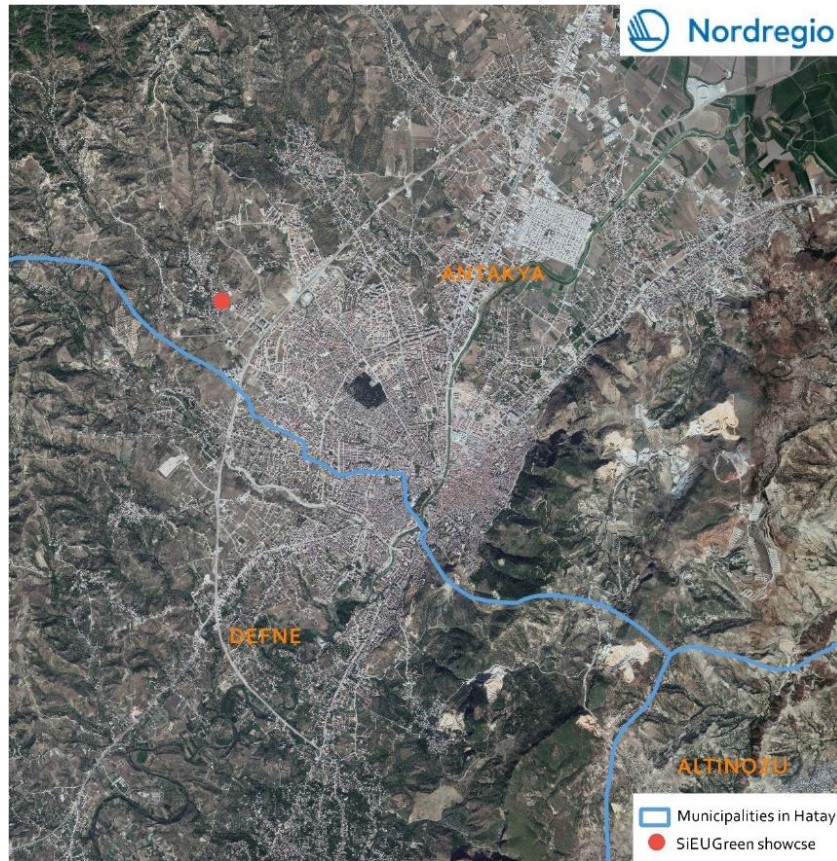 Nordregio
ANTAKYA
DEFNE
ALTINOZU
Municipalities in Hatay
SiEUGreen showcse